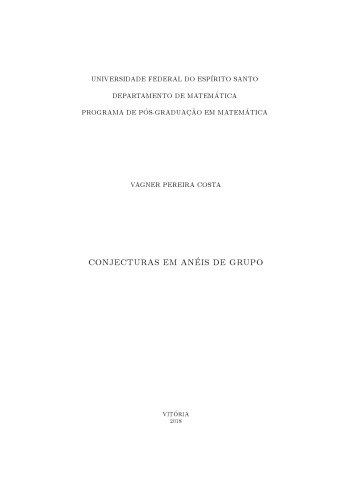 UNIVERSIDADE FEDERAL DO ESPÍRITO SANTO
DEPARTAMENTO DE MATEMÁTICA
PROGRAMA DE PÓS-GRADUAÇÃO EM MATEMÁTICA
VAGNER PEREIRA COSTA
CONJECTURAS EM ANÉIS DE GRUPO
VITÓRIA
2018